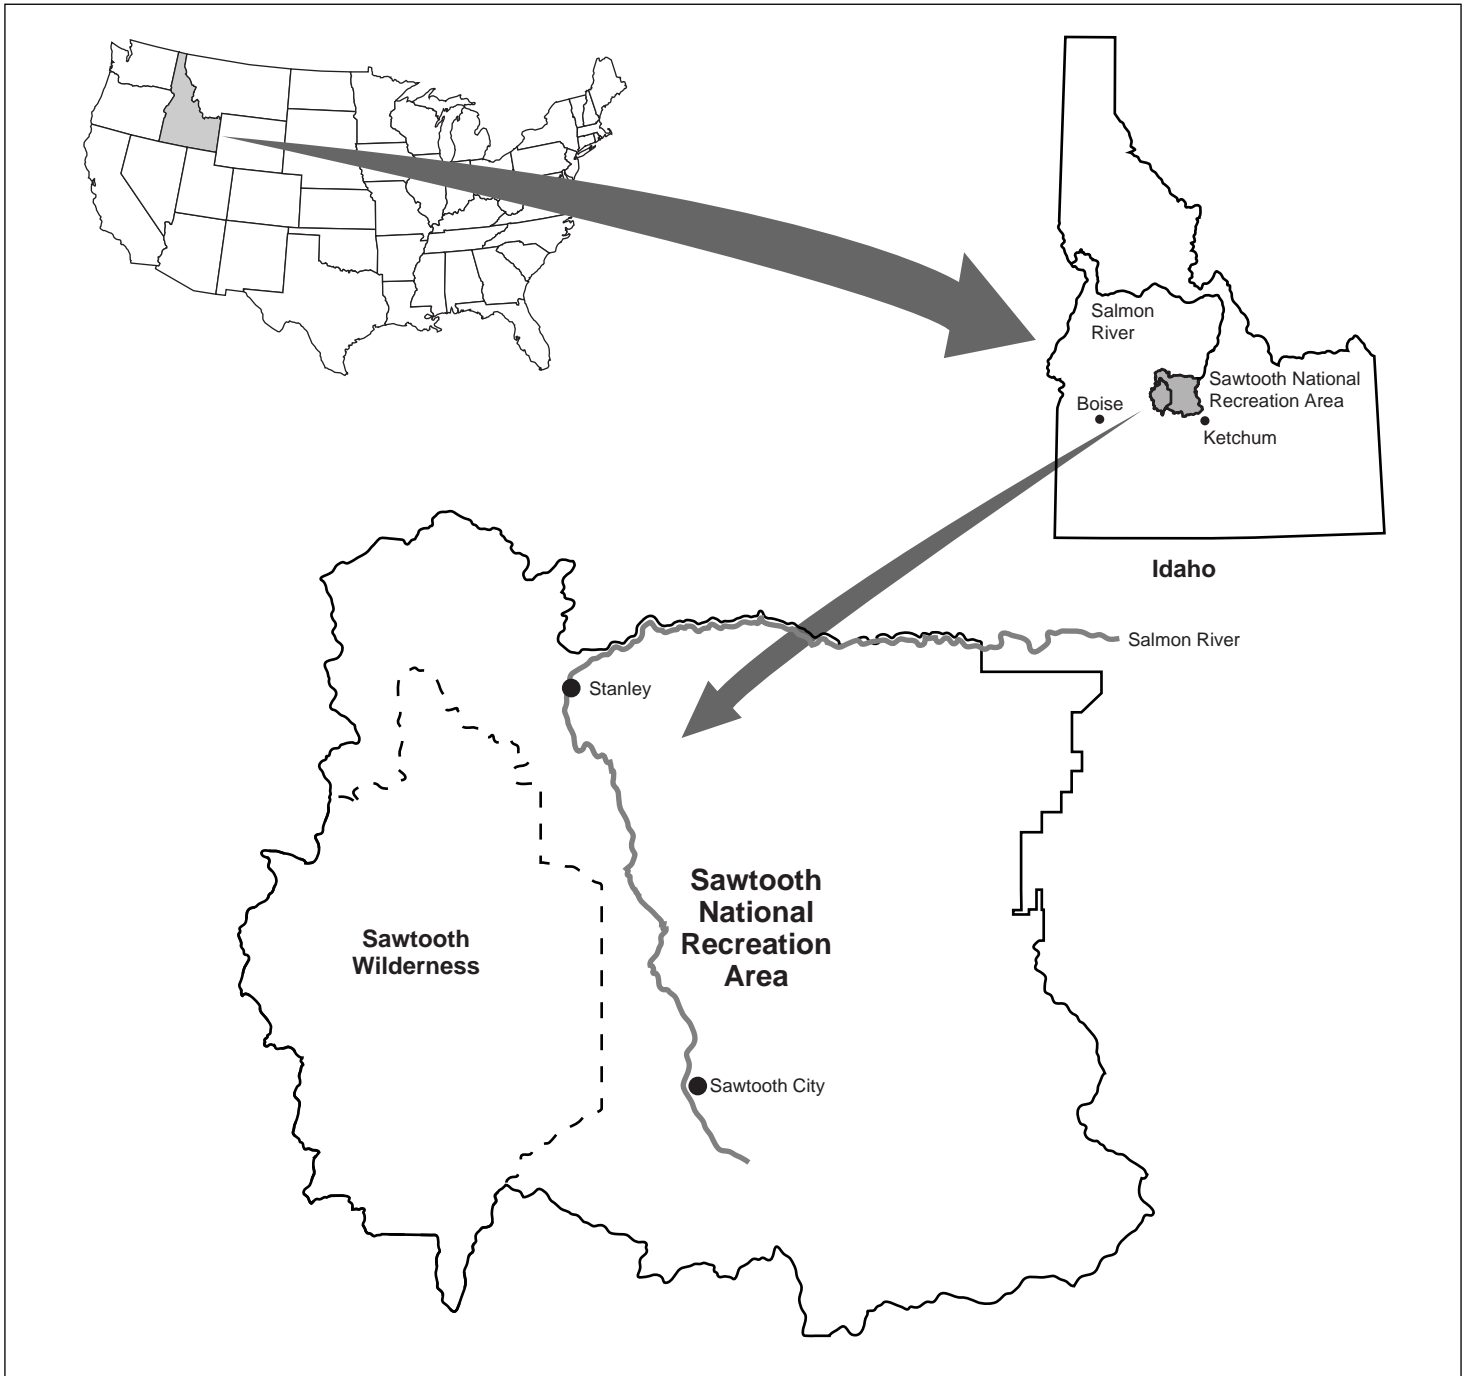 Salmon
River
Sawtooth National
Recreation Area
Boise
Ketchum
Idaho
Salmon River
Stanley
Sawtooth
National
Recreation
Area
Sawtooth
Wilderness
Sawtooth City